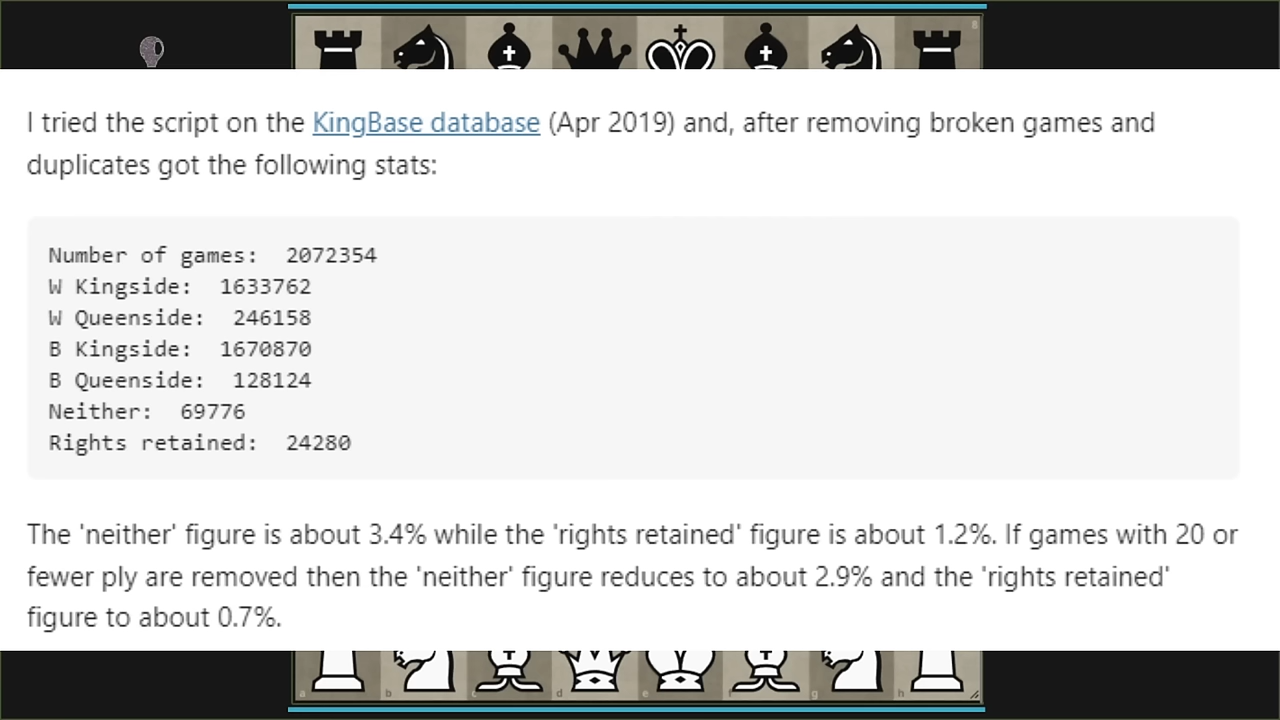 8
I tried the script on the KingBase database (Apr 2019) and, after removing broken games and
duplicates got the following stats:
Number of games:  2072354
W Kingside:  1633762
W Queenside:  246158
B Kingside:  1670870
B Queenside:  128124
Neither:  69776
Rights retained:  24280
The 'neither' figure is about 3.4% while the 'rights retained' figure is about 1.2%. If games with 20 or
fewer ply are removed then the 'neither' figure reduces to about 2.9% and the 'rights retained'
figure to about 0.7%.
a b c d e f g h